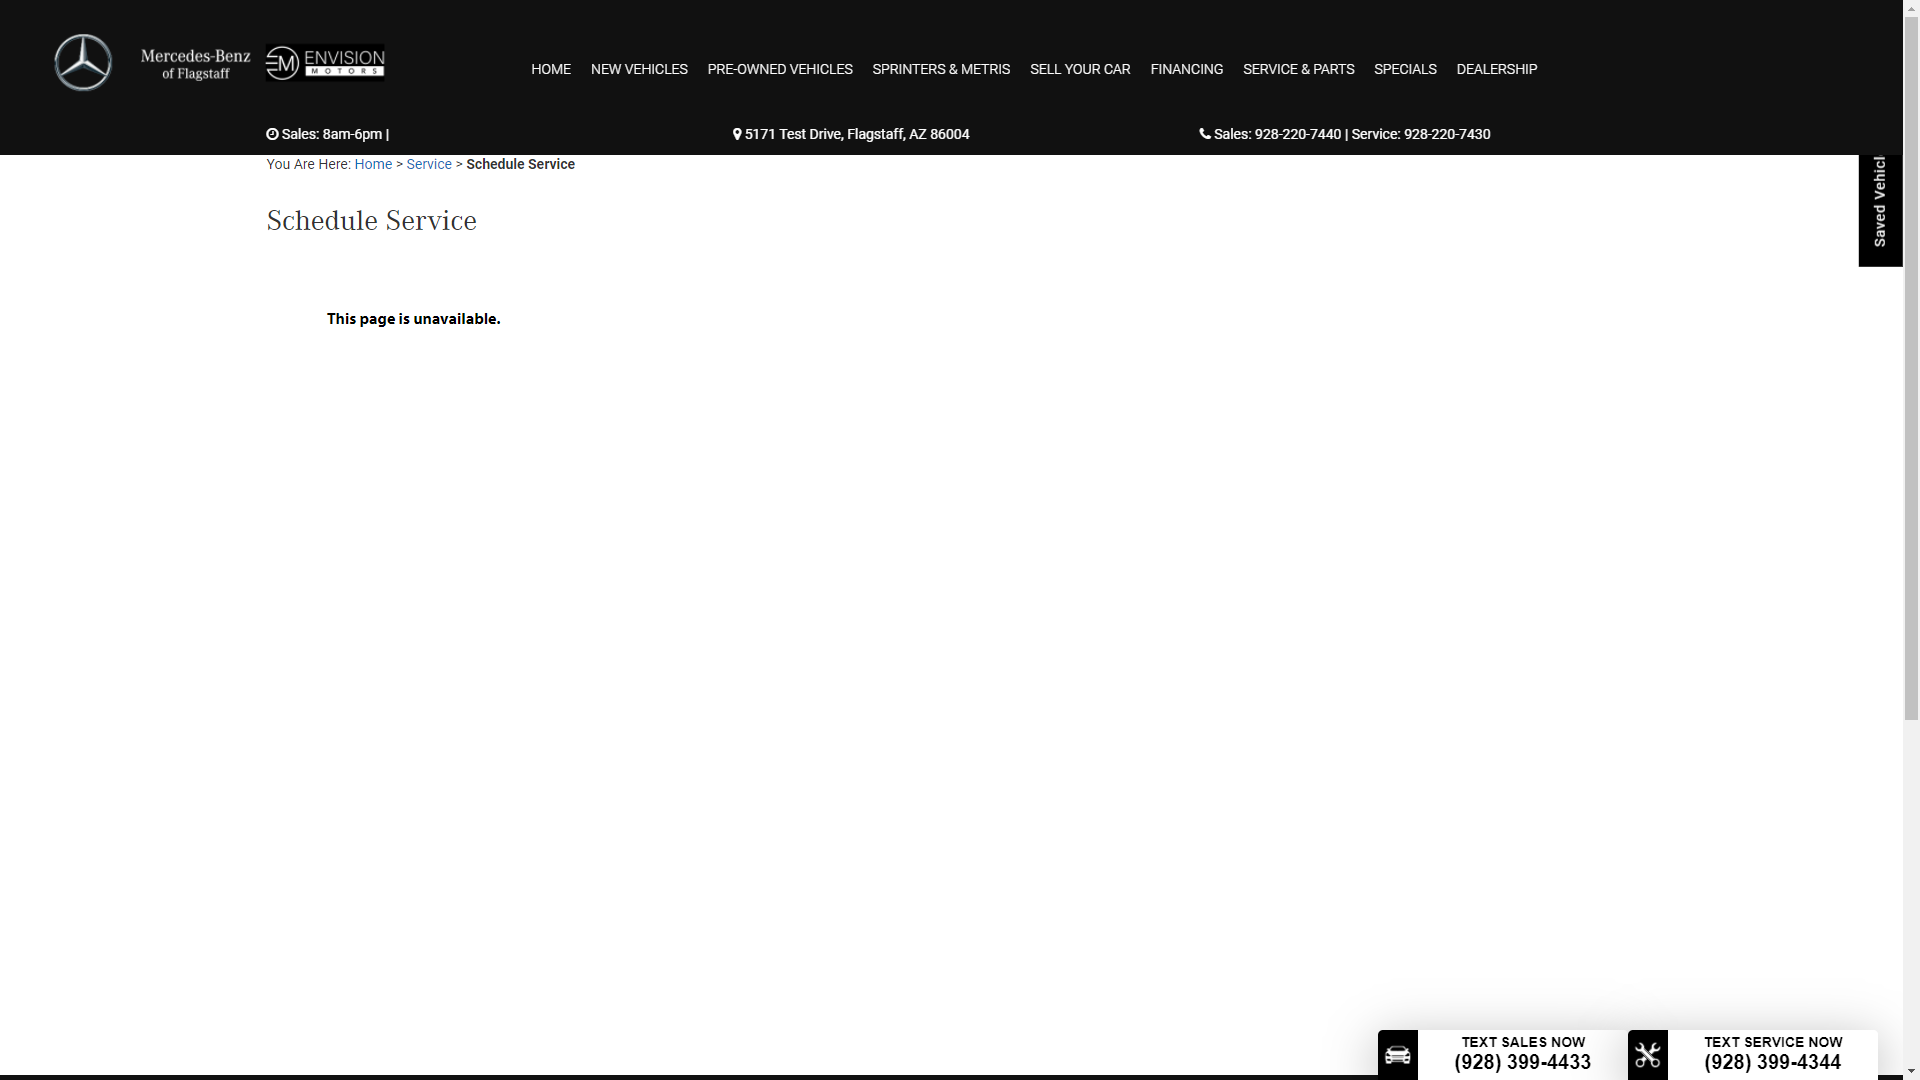 Mercedes-Benz
of Flagstaff
ENVISION
MOTORS
HOME NEW VEHICLES PRE-OWNED VEHICLES SPRINTERS & METRIS SELL YOUR CAR FINANCING SERVICE & PARTS SPECIALS DEALERSHIP
Sales: 8am-6pm |
5171 Test Drive, Flagstaff, AZ 86004
Sales: 928-220-7440 | Service: 928-220-7430
You Are Here: Home > Service > Schedule Service
Saved
Schedule Service
This page is unavailable.
TEXT SALES NOW
(928) 399-4433
TEXT SERVICE NOW
(928) 399-4344